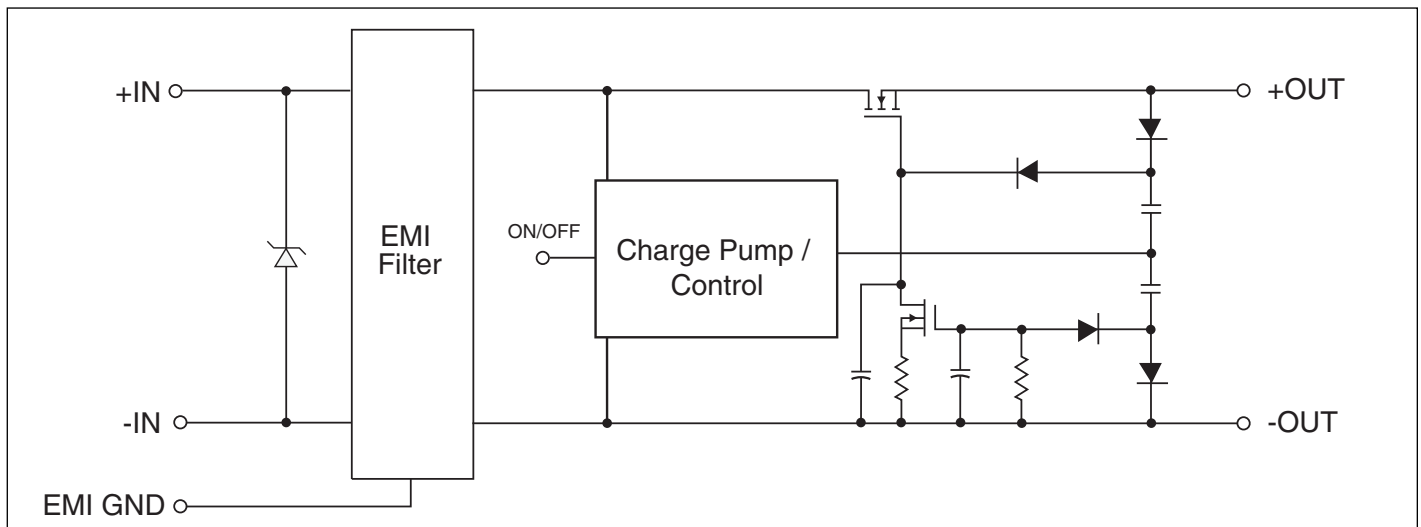 +IN
+OUT
EMI
Filter
ON/OFF
Charge Pump /
Control
-IN
-OUT
EMI GND